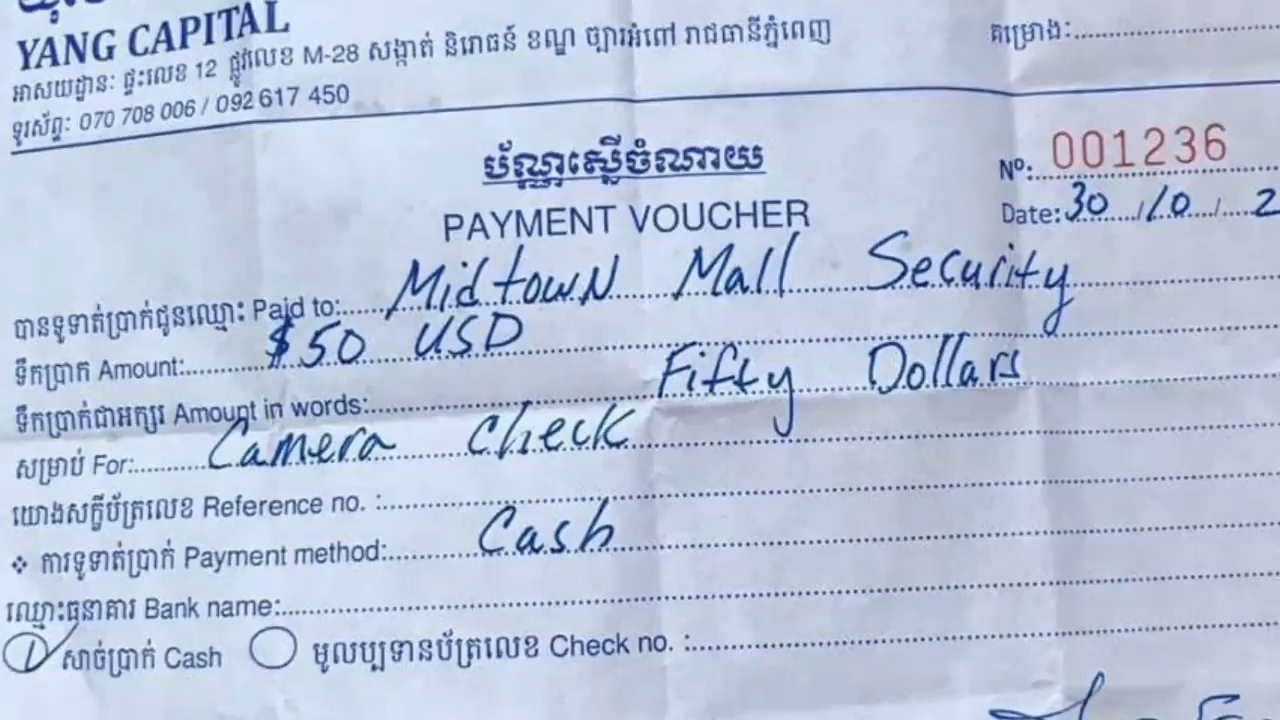 YANG CAPITAL
អាសយដ្ឋាន: ផ្ទះលេខ 12 ផ្លូវលេខ M-28 សង្កាត់ និរោធន៍ ខណ្ឌ ច្បារអំពៅ រាជធានីភ្នំពេញ
គម្រោង:
ទូរស័ព្ទ: 070 708 006 / 092 617 450
ប័ណ្ណស្នើចំណាយ
Nº: 001236
PAYMENT VOUCHER
Date: 30 / 10 / 2
បានទូទាត់ប្រាក់ជូនឈ្មោះ Paid to: Midtown Mall Security
ទឹកប្រាក់ Amount: $50 USD
ទឹកប្រាក់ជាអក្សរ Amount in words: Fifty Dollars
សម្រាប់ For: Camera Check
យោងសក្ខីប័ត្រលេខ Reference no. :
❖ ការទូទាត់ប្រាក់ Payment method: Cash
ឈ្មោះធនាគារ Bank name:
សាច់ប្រាក់ Cash មូលប្បទានប័ត្រលេខ Check no. :